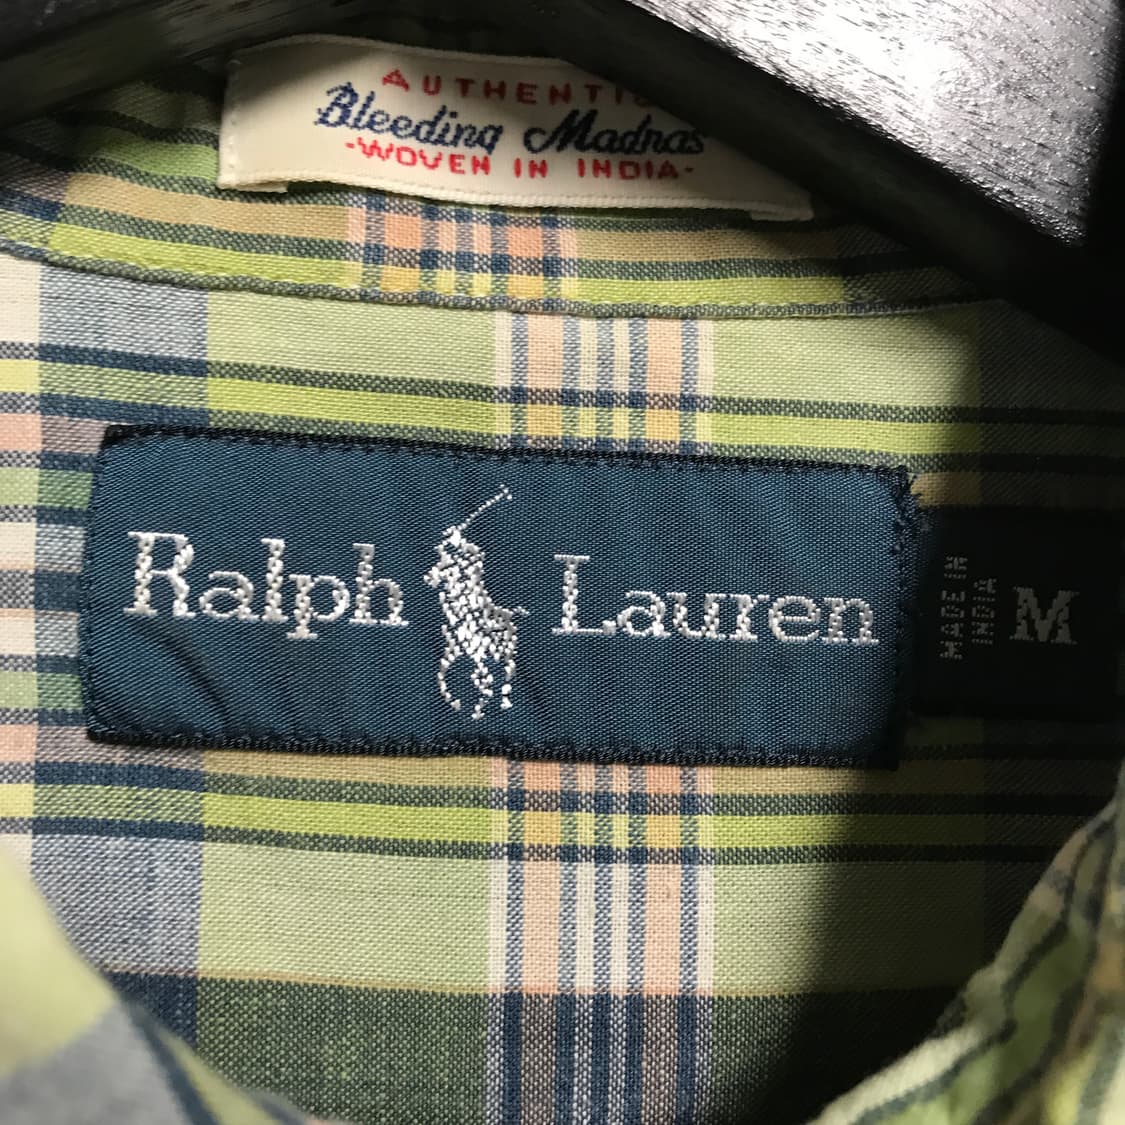 AUTHENTIC
Bleeding Madras
-WOVEN IN INDIA-
Ralph Lauren
MADE IN
INDIA
M